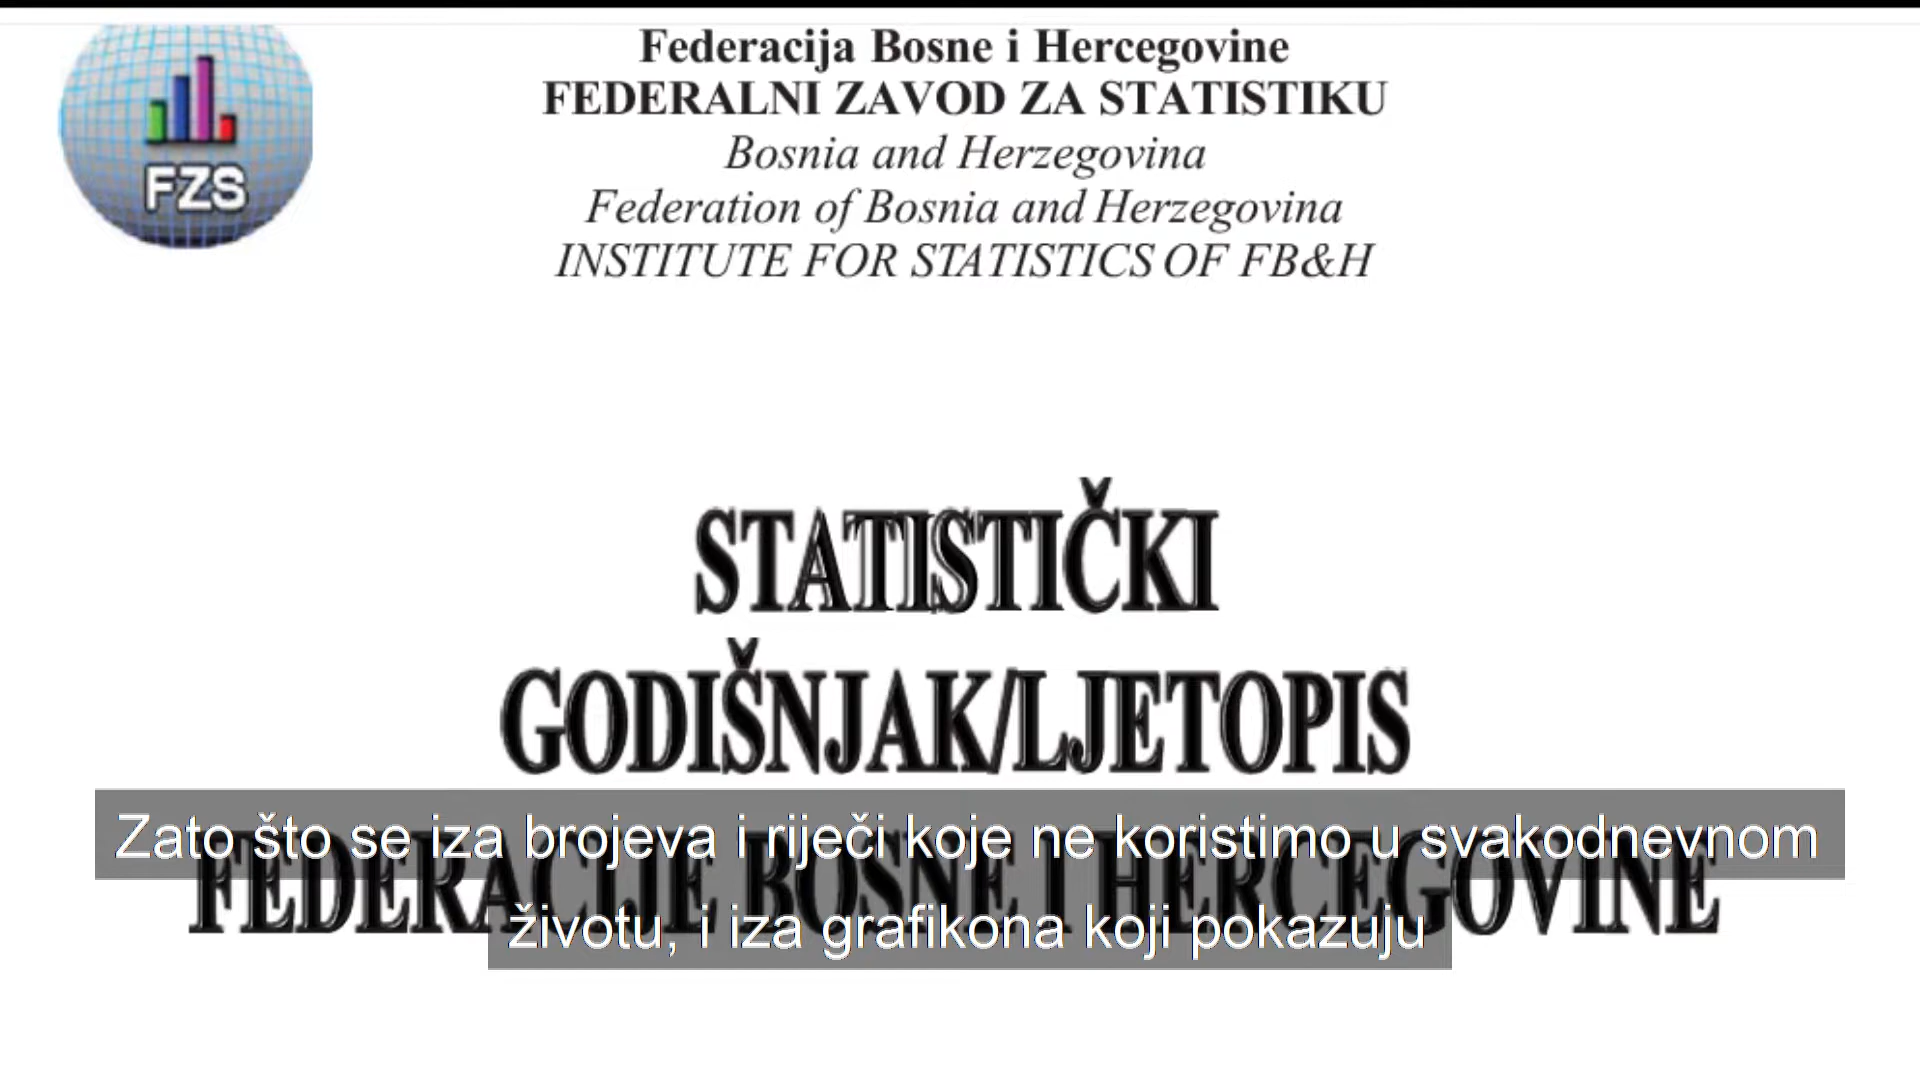 Federacija Bosne i Hercegovine
FEDERALNI ZAVOD ZA STATISTIKU
Bosnia and Herzegovina
Federation of Bosnia and Herzegovina
INSTITUTE FOR STATISTICS OF FB&H
FZS
STATISTIČKI
GODIŠNJAK/LJETOPIS
FEDERACIJE BOSNE I HERCEGOVINE
Zato što se iza brojeva i riječi koje ne koristimo u svakodnevnom
životu, i iza grafikona koji pokazuju